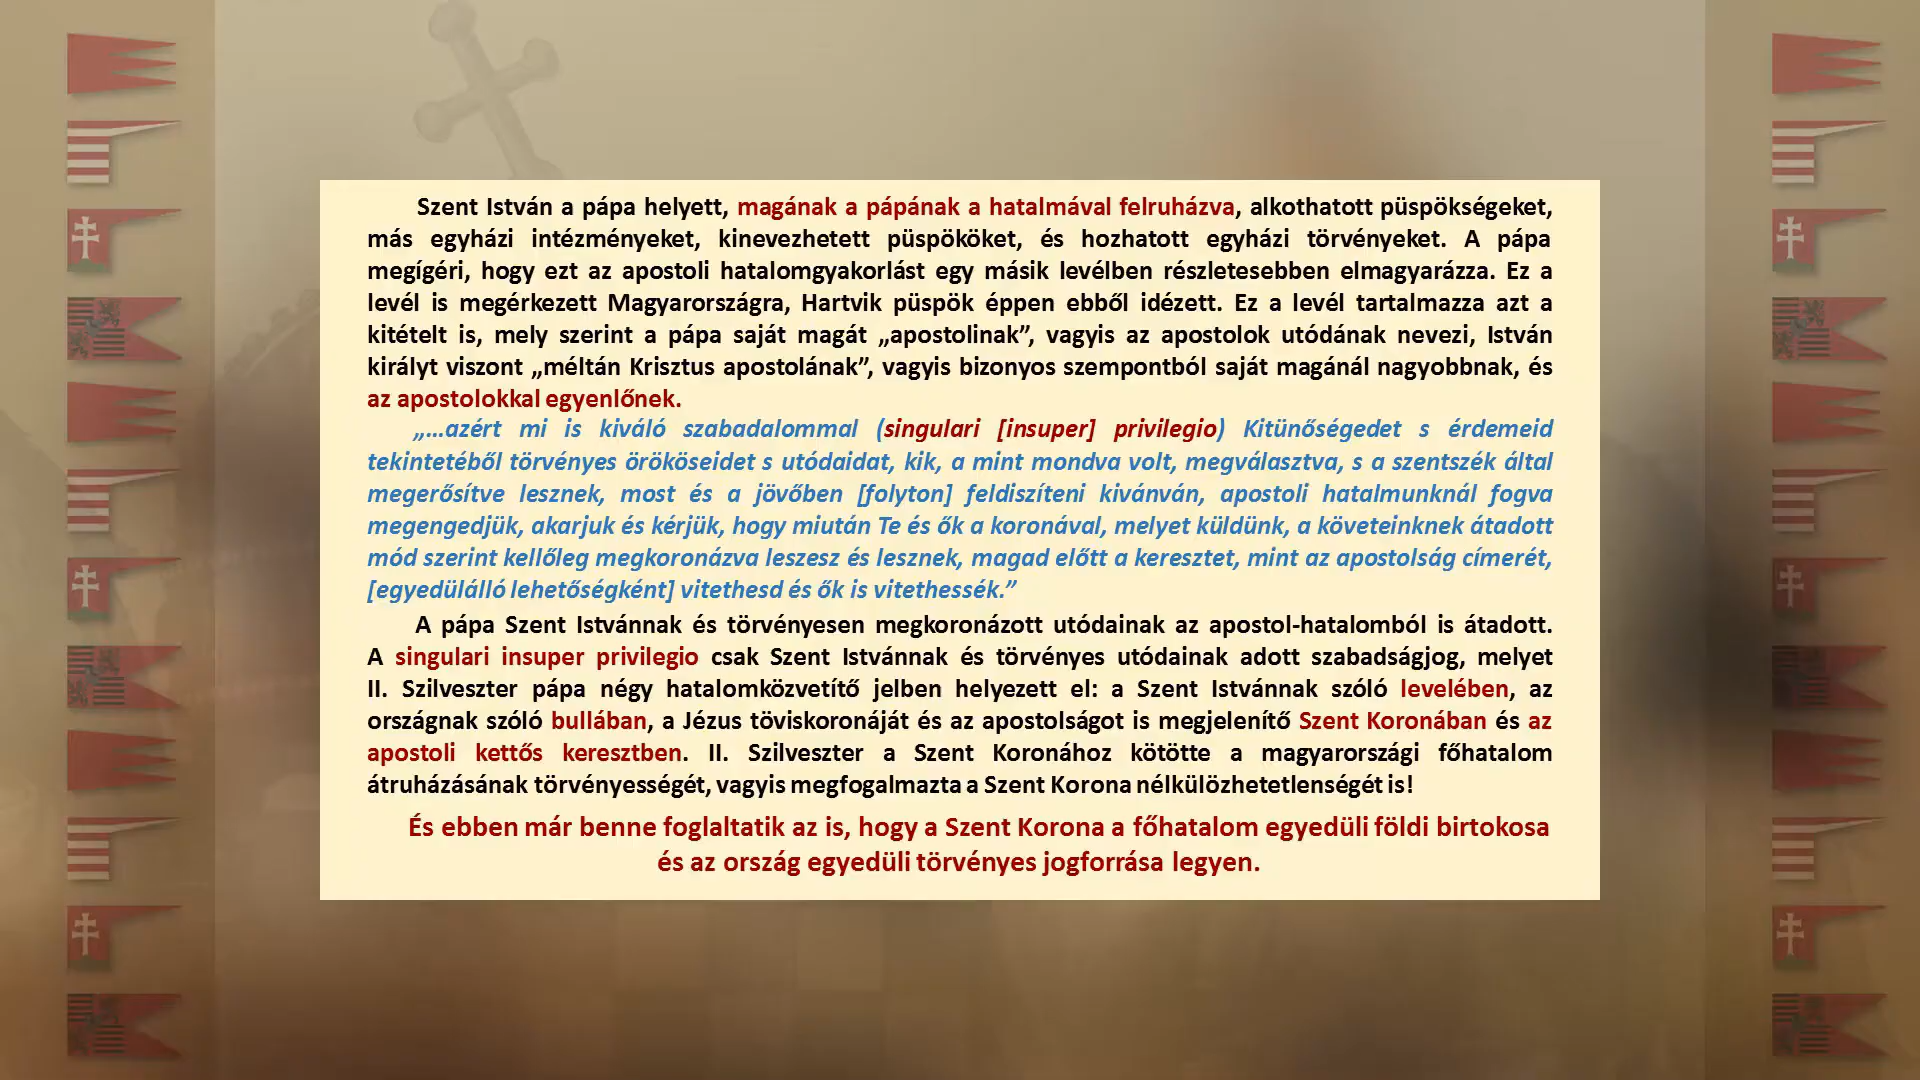 Szent István a pápa helyett, magának a pápának a hatalmával felruházva, alkothatott püspökségeket,
más egyházi intézményeket, kinevezhetett püspököket, és hozhatott egyházi törvényeket. A pápa
megígéri, hogy ezt az apostoli hatalomgyakorlást egy másik levélben részletesebben elmagyarázza. Ez a
levél is megérkezett Magyarországra, Hartvik püspök éppen ebből idézett. Ez a levél tartalmazza azt a
kitételt is, mely szerint a pápa saját magát „apostolinak”, vagyis az apostolok utódának nevezi, István
királyt viszont „méltán Krisztus apostolának”, vagyis bizonyos szempontból saját magánál nagyobbnak, és
az apostolokkal egyenlőnek.
„…azért mi is kiváló szabadalommal (singulari [insuper] privilegio) Kitünőségedet s érdemeid
tekintetéből törvényes örököseidet s utódaidat, kik, a mint mondva volt, megválasztva, s a szentszék által
megerősítve lesznek, most és a jövőben [folyton] feldiszíteni kivánván, apostoli hatalmunknál fogva
megengedjük, akarjuk és kérjük, hogy miután Te és ők a koronával, melyet küldünk, a követeinknek átadott
mód szerint kellőleg megkoronázva leszesz és lesznek, magad előtt a keresztet, mint az apostolság címerét,
[egyedülálló lehetőségként] vitethesd és ők is vitethessék.”
A pápa Szent Istvánnak és törvényesen megkoronázott utódainak az apostol-hatalomból is átadott.
A singulari insuper privilegio csak Szent Istvánnak és törvényes utódainak adott szabadságjog, melyet
II. Szilveszter pápa négy hatalomközvetítő jelben helyezett el: a Szent Istvánnak szóló levelében, az
országnak szóló bullában, a Jézus töviskoronáját és az apostolságot is megjelenítő Szent Koronában és az
apostoli kettős keresztben. II. Szilveszter a Szent Koronához kötötte a magyarországi főhatalom
átruházásának törvényességét, vagyis megfogalmazta a Szent Korona nélkülözhetetlenségét is!
És ebben már benne foglaltatik az is, hogy a Szent Korona a főhatalom egyedüli földi birtokosa
és az ország egyedüli törvényes jogforrása legyen.